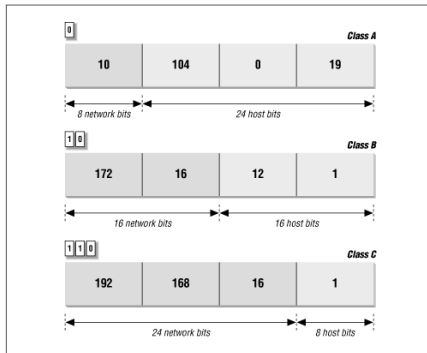 0
Class A
10 104 0 19
8 network bits 24 host bits
1 0
Class B
172 16 12 1
16 network bits 16 host bits
1 1 0
Class C
192 168 16 1
24 network bits 8 host bits